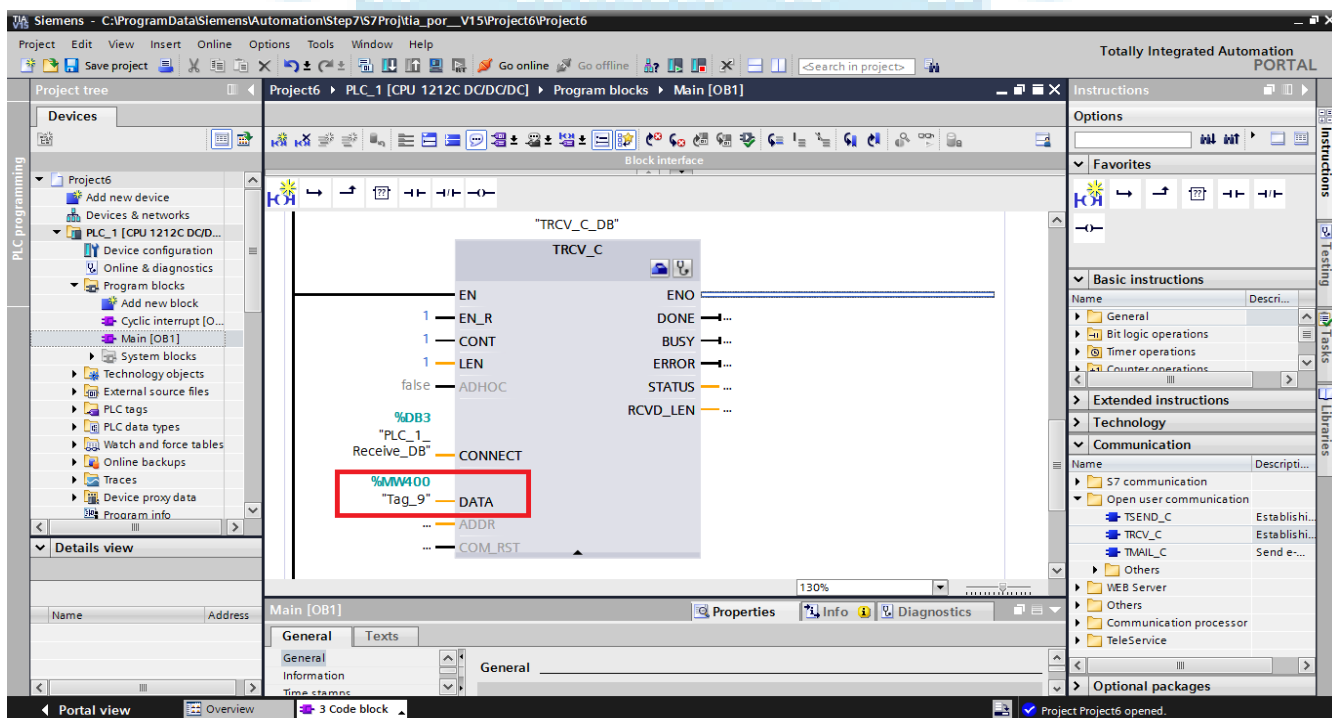 Siemens - C:\ProgramData\Siemens\Automation\Step7\S7Proj\tia_por__V15\Project6\Project6
Project Edit View Insert Online Options Tools Window Help
Totally Integrated Automation
PORTAL
Save project Go online Go offline <Search in project>
Project tree
Project6 ▸ PLC_1 [CPU 1212C DC/DC/DC] ▸ Program blocks ▸ Main [OB1]
Instructions
Devices
Options
Block interface
PLC programming
Project6
Add new device
Devices & networks
PLC_1 [CPU 1212C DC/D...
Device configuration
Online & diagnostics
Program blocks
Add new block
Cyclic interrupt [O...
Main [OB1]
System blocks
Technology objects
External source files
PLC tags
PLC data types
Watch and force tables
Online backups
Traces
Device proxy data
Program info
Details view
Name Address
"TRCV_C_DB"
TRCV_C
EN ENO
1 EN_R DONE ...
1 CONT BUSY ...
1 LEN ERROR ...
false ADHOC STATUS ...
RCVD_LEN ...
%DB3
"PLC_1_
Receive_DB" CONNECT
%MW400
"Tag_9" DATA
... ADDR
... COM_RST
130%
Main [OB1]
Properties Info Diagnostics
General Texts
General
Information
Time stamps
General
Favorites
Basic instructions
Name Descri...
General
Bit logic operations
Timer operations
Counter operations
Extended instructions
Technology
Communication
Name Descripti...
S7 communication
Open user communication
TSEND_C Establishi...
TRCV_C Establishi...
TMAIL_C Send e-...
Others
WEB Server
Others
Communication processor
TeleService
Optional packages
Instructions
Testing
Tasks
Libraries
Portal view Overview 3 Code block
Project Project6 opened.